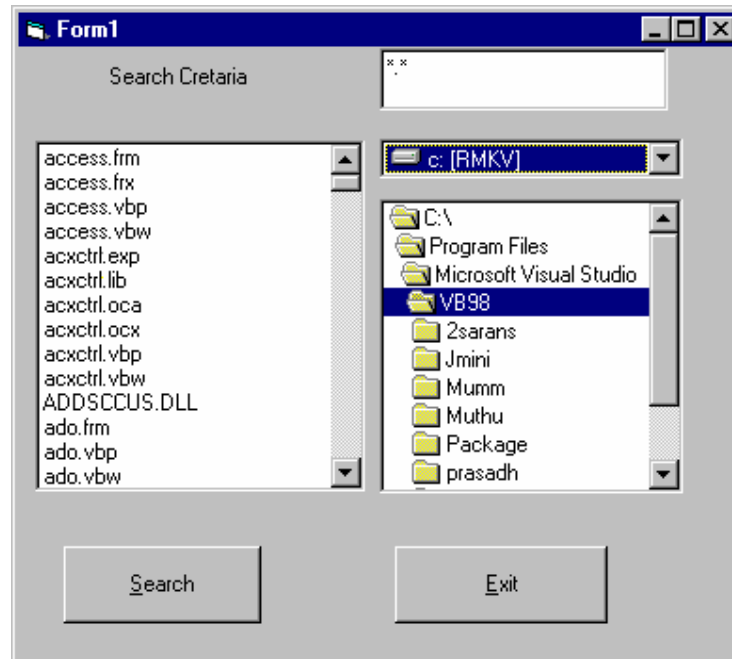 Form1
Search Cretaria
*.*
access.frm
access.frx
access.vbp
access.vbw
acxctrl.exp
acxctrl.lib
acxctrl.oca
acxctrl.ocx
acxctrl.vbp
acxctrl.vbw
ADDSCCUS.DLL
ado.frm
ado.vbp
ado.vbw
c: [RMKV]
C:\
Program Files
Microsoft Visual Studio
VB98
2sarans
Jmini
Mumm
Muthu
Package
prasadh
Search
Exit